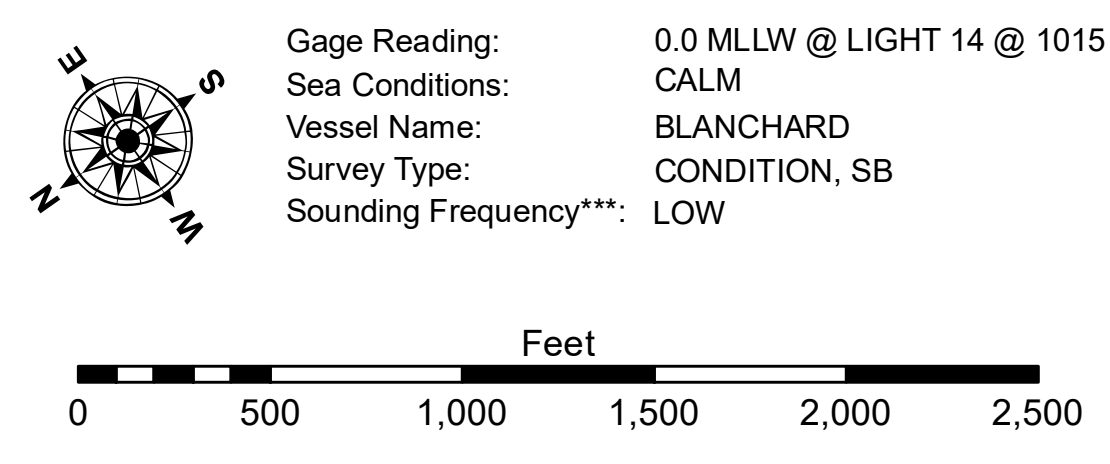 E
S
N
W
Gage Reading: 0.0 MLLW @ LIGHT 14 @ 1015
Sea Conditions: CALM
Vessel Name: BLANCHARD
Survey Type: CONDITION, SB
Sounding Frequency***: LOW
Feet
0 500 1,000 1,500 2,000 2,500